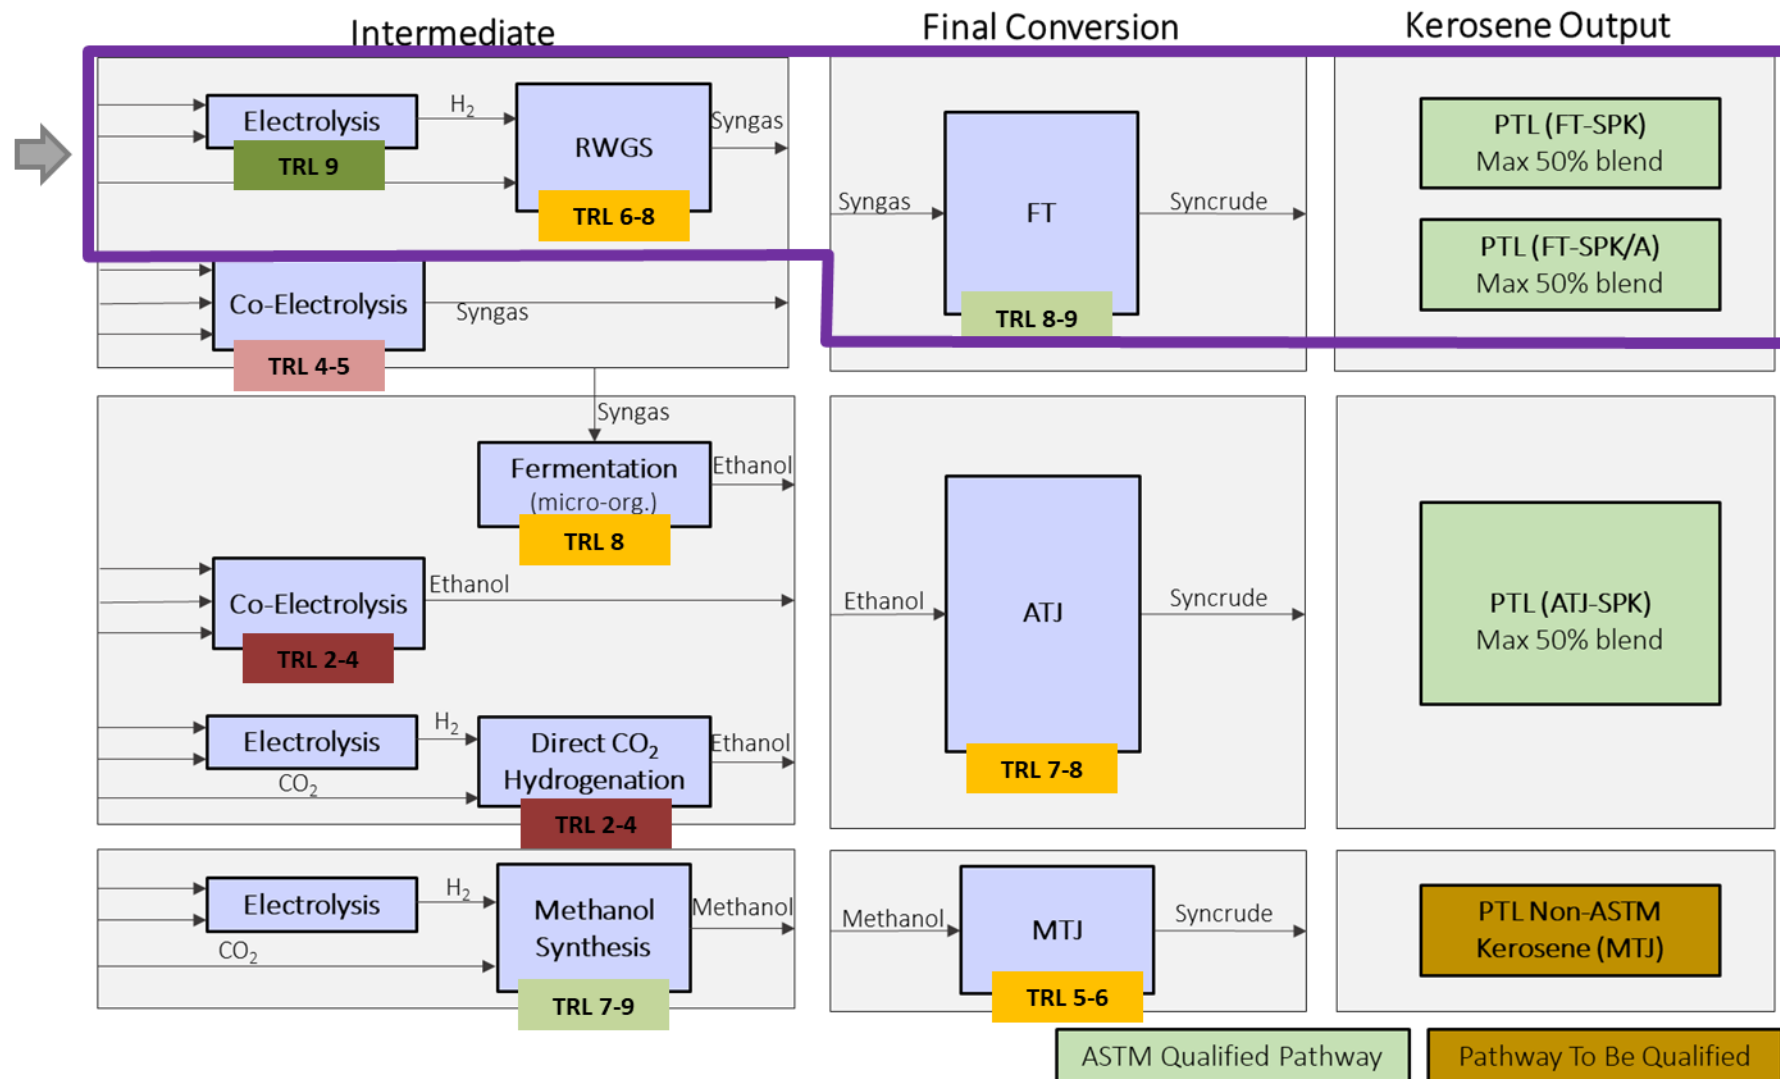 Intermediate
Final Conversion
Kerosene Output
Electrolysis
TRL 9
H₂
RWGS
TRL 6-8
Syngas
Co-Electrolysis
TRL 4-5
Syngas
Syngas
FT
TRL 8-9
Syncrude
PTL (FT-SPK)
Max 50% blend
PTL (FT-SPK/A)
Max 50% blend
Syngas
Fermentation
(micro-org.)
TRL 8
Ethanol
Co-Electrolysis
TRL 2-4
Ethanol
Electrolysis
H₂
CO₂
Direct CO₂
Hydrogenation
TRL 2-4
Ethanol
Ethanol
ATJ
TRL 7-8
Syncrude
PTL (ATJ-SPK)
Max 50% blend
Electrolysis
H₂
CO₂
Methanol
Synthesis
TRL 7-9
Methanol
Methanol
MTJ
TRL 5-6
Syncrude
PTL Non-ASTM
Kerosene (MTJ)
ASTM Qualified Pathway
Pathway To Be Qualified